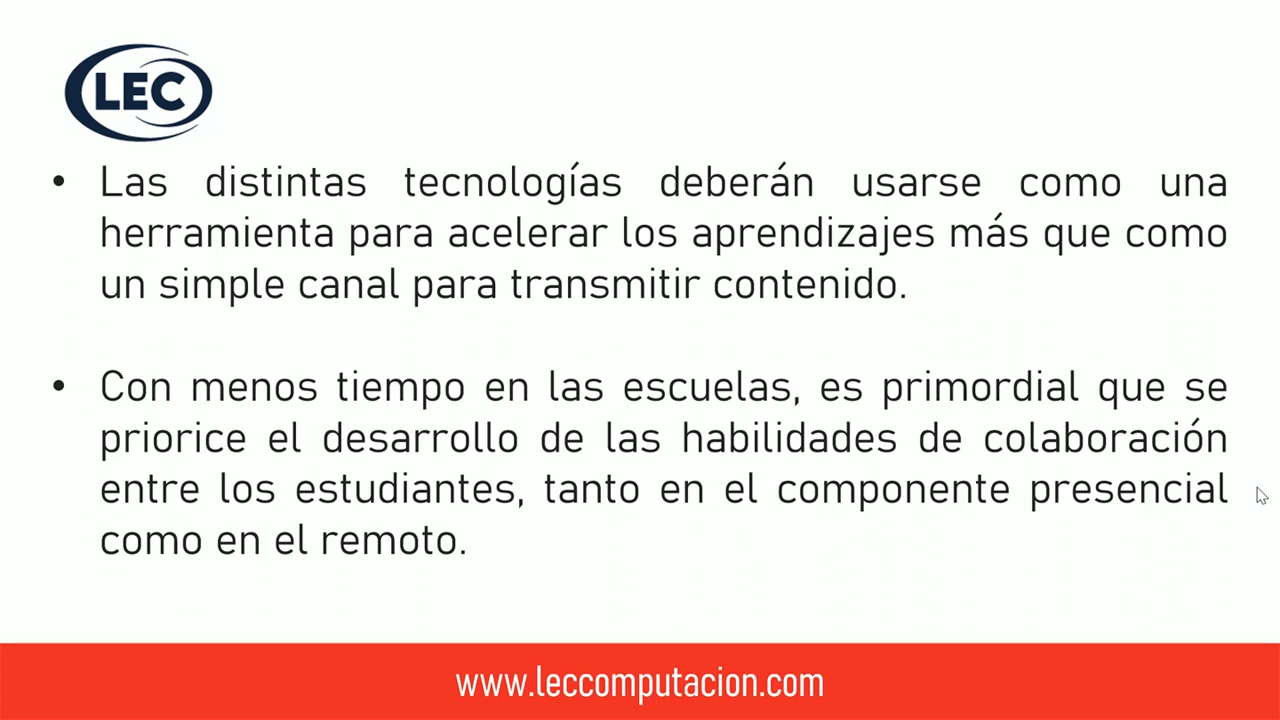 LEC
• Las distintas tecnologías deberán usarse como una
herramienta para acelerar los aprendizajes más que como
un simple canal para transmitir contenido.
• Con menos tiempo en las escuelas, es primordial que se
priorice el desarrollo de las habilidades de colaboración
entre los estudiantes, tanto en el componente presencial
como en el remoto.
www.leccomputacion.com